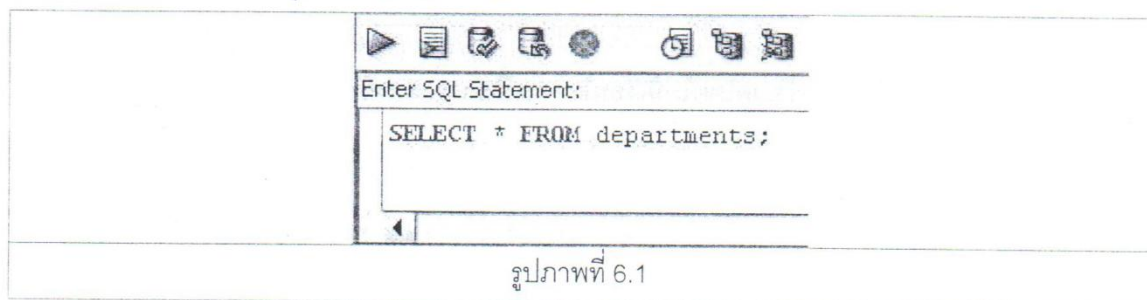 Enter SQL Statement:
SELECT * FROM departments;
รูปภาพที่ 6.1